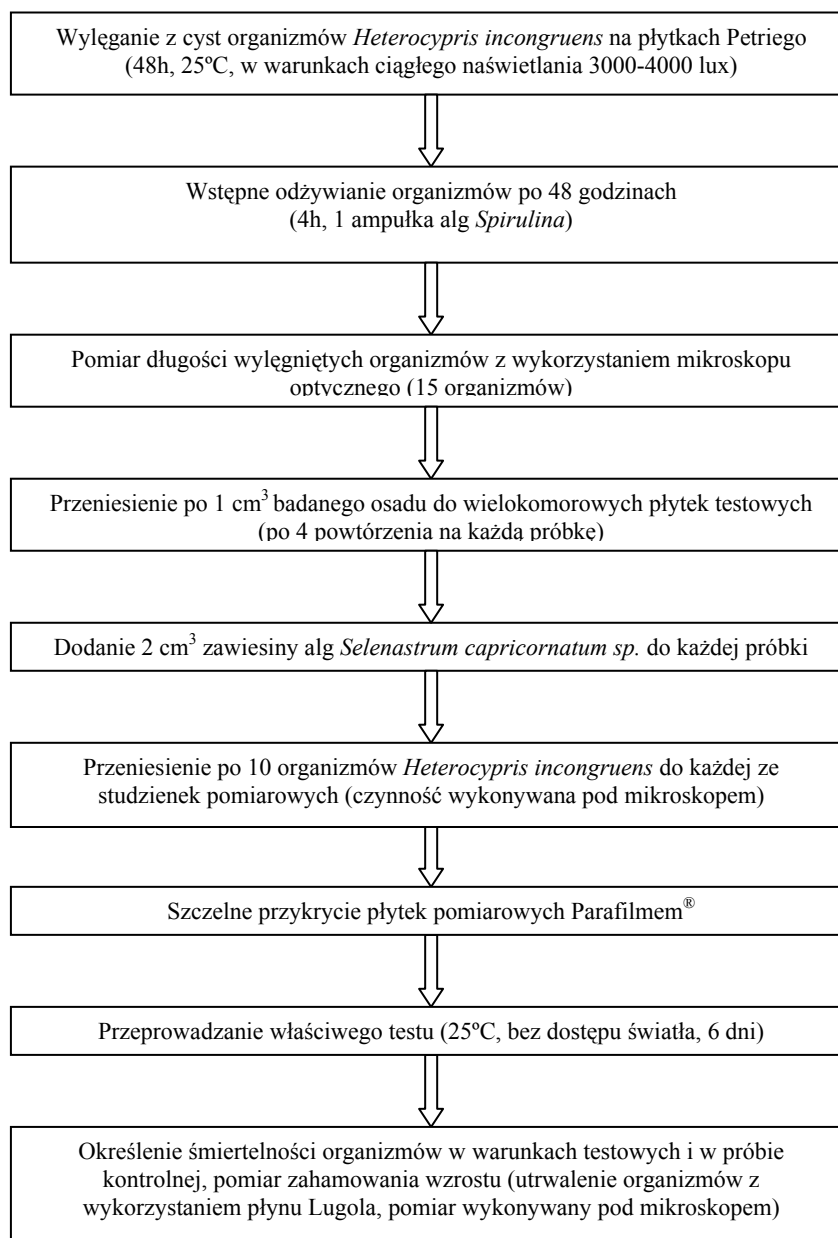 Wylęganie z cyst organizmów Heterocypris incongruens na płytkach Petriego
(48h, 25ºC, w warunkach ciągłego naświetlania 3000-4000 lux)
Wstępne odżywianie organizmów po 48 godzinach
(4h, 1 ampułka alg Spirulina)
Pomiar długości wylęgniętych organizmów z wykorzystaniem mikroskopu
optycznego (15 organizmów)
Przeniesienie po 1 cm³ badanego osadu do wielokomorowych płytek testowych
(po 4 powtórzenia na każdą próbkę)
Dodanie 2 cm³ zawiesiny alg Selenastrum capricornatum sp. do każdej próbki
Przeniesienie po 10 organizmów Heterocypris incongruens do każdej ze
studzienek pomiarowych (czynność wykonywana pod mikroskopem)
Szczelne przykrycie płytek pomiarowych Parafilmem®
Przeprowadzanie właściwego testu (25ºC, bez dostępu światła, 6 dni)
Określenie śmiertelności organizmów w warunkach testowych i w próbie
kontrolnej, pomiar zahamowania wzrostu (utrwalenie organizmów z
wykorzystaniem płynu Lugola, pomiar wykonywany pod mikroskopem)